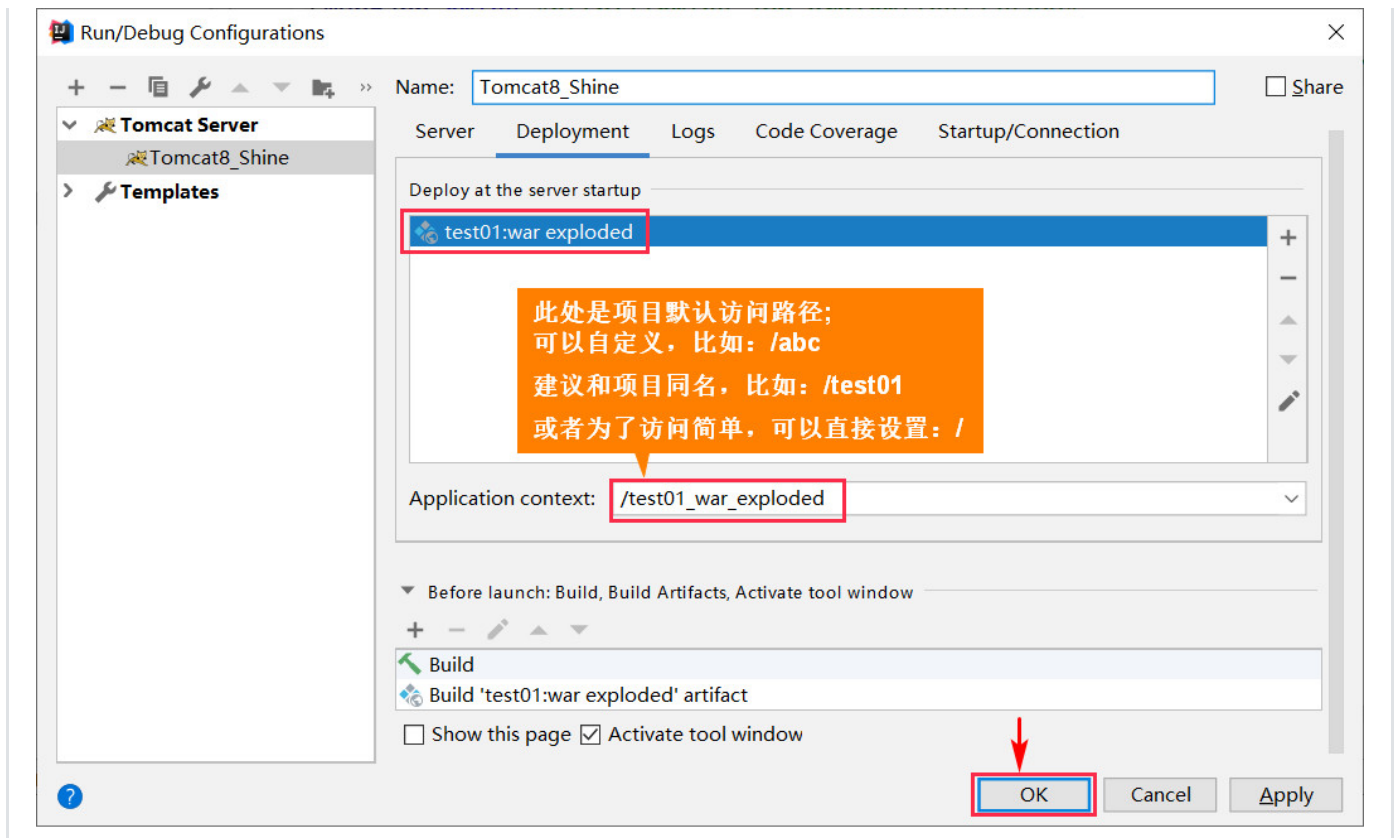 Run/Debug Configurations
Name: Tomcat8_Shine
Share
Tomcat Server
Tomcat8_Shine
Templates
Server Deployment Logs Code Coverage Startup/Connection
Deploy at the server startup
test01:war exploded
此处是项目默认访问路径;
可以自定义，比如：/abc
建议和项目同名，比如：/test01
或者为了访问简单，可以直接设置：/
Application context: /test01_war_exploded
Before launch: Build, Build Artifacts, Activate tool window
Build
Build 'test01:war exploded' artifact
Show this page Activate tool window
OK Cancel Apply